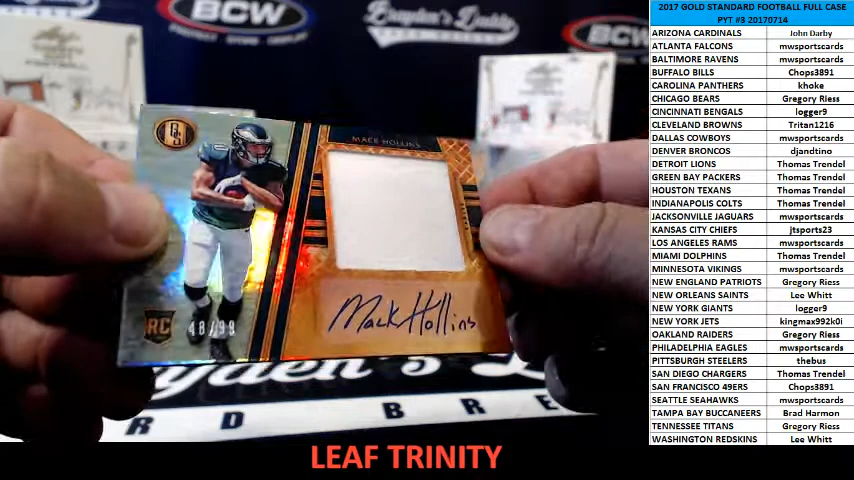 BCW
Brayden's Daddy
BCW
GS
MACK HOLLINS
RC
48/99
Mack Hollins
Brayden's
R D B R E
LEAF TRINITY
2017 GOLD STANDARD FOOTBALL FULL CASE
PYT #3 20170714
ARIZONA CARDINALS John Darby
ATLANTA FALCONS mwsportscards
BALTIMORE RAVENS mwsportscards
BUFFALO BILLS Chops3891
CAROLINA PANTHERS khoke
CHICAGO BEARS Gregory Riess
CINCINNATI BENGALS logger9
CLEVELAND BROWNS Tritan1216
DALLAS COWBOYS mwsportscards
DENVER BRONCOS djandtino
DETROIT LIONS Thomas Trendel
GREEN BAY PACKERS Thomas Trendel
HOUSTON TEXANS Thomas Trendel
INDIANAPOLIS COLTS Thomas Trendel
JACKSONVILLE JAGUARS mwsportscards
KANSAS CITY CHIEFS jtsports23
LOS ANGELES RAMS mwsportscards
MIAMI DOLPHINS Thomas Trendel
MINNESOTA VIKINGS mwsportscards
NEW ENGLAND PATRIOTS Gregory Riess
NEW ORLEANS SAINTS Lee Whitt
NEW YORK GIANTS logger9
NEW YORK JETS kingmax992k0i
OAKLAND RAIDERS Gregory Riess
PHILADELPHIA EAGLES mwsportscards
PITTSBURGH STEELERS thebus
SAN DIEGO CHARGERS Thomas Trendel
SAN FRANCISCO 49ERS Chops3891
SEATTLE SEAHAWKS mwsportscards
TAMPA BAY BUCCANEERS Brad Harmon
TENNESSEE TITANS Gregory Riess
WASHINGTON REDSKINS Lee Whitt